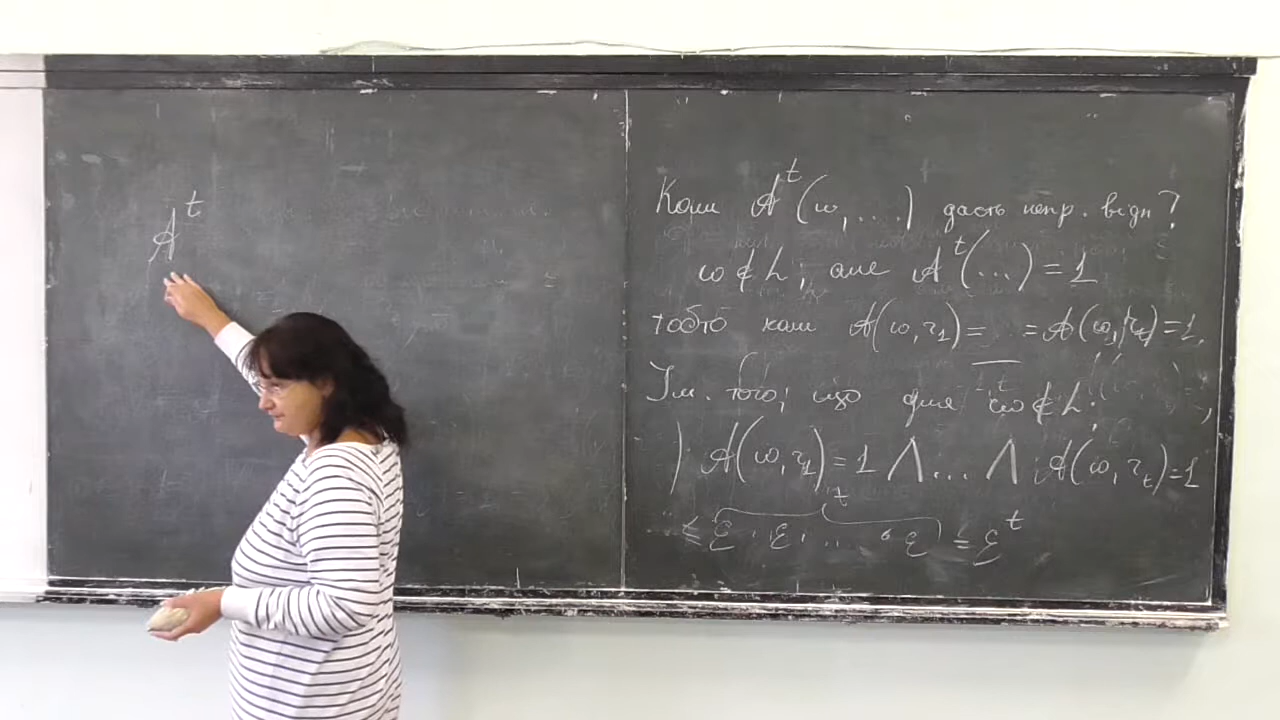 A^t
Коли A^t(ω, ....) дасть непр. відп?
ω ∉ L, але A^t(...) = 1
тобто коли A(ω, r_1) = ... = A(ω, r_t) = 1,
Ім. того, що для ω ∉ L:
A(ω, r_1) = 1 ∧ ... ∧ A(ω, r_t) = 1
t
≤ ε · ε · ... · ε ≤ ε^t